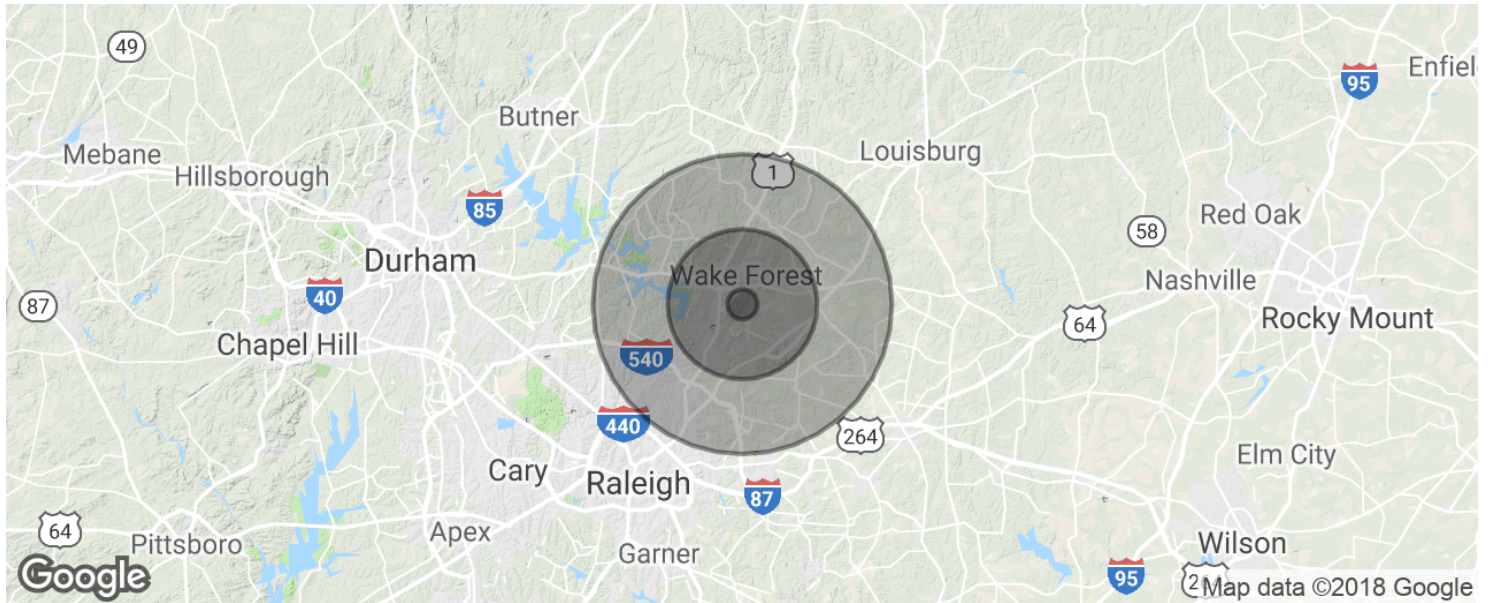 49
95
Enfiel
Butner
Mebane
Hillsborough
Louisburg
1
85
Red Oak
58
Durham
Wake Forest
Nashville
40
87
64
Rocky Mount
Chapel Hill
540
440
264
Elm City
Cary
Raleigh
87
64
Pittsboro
Apex
Garner
Wilson
95
Google
Map data ©2018 Google